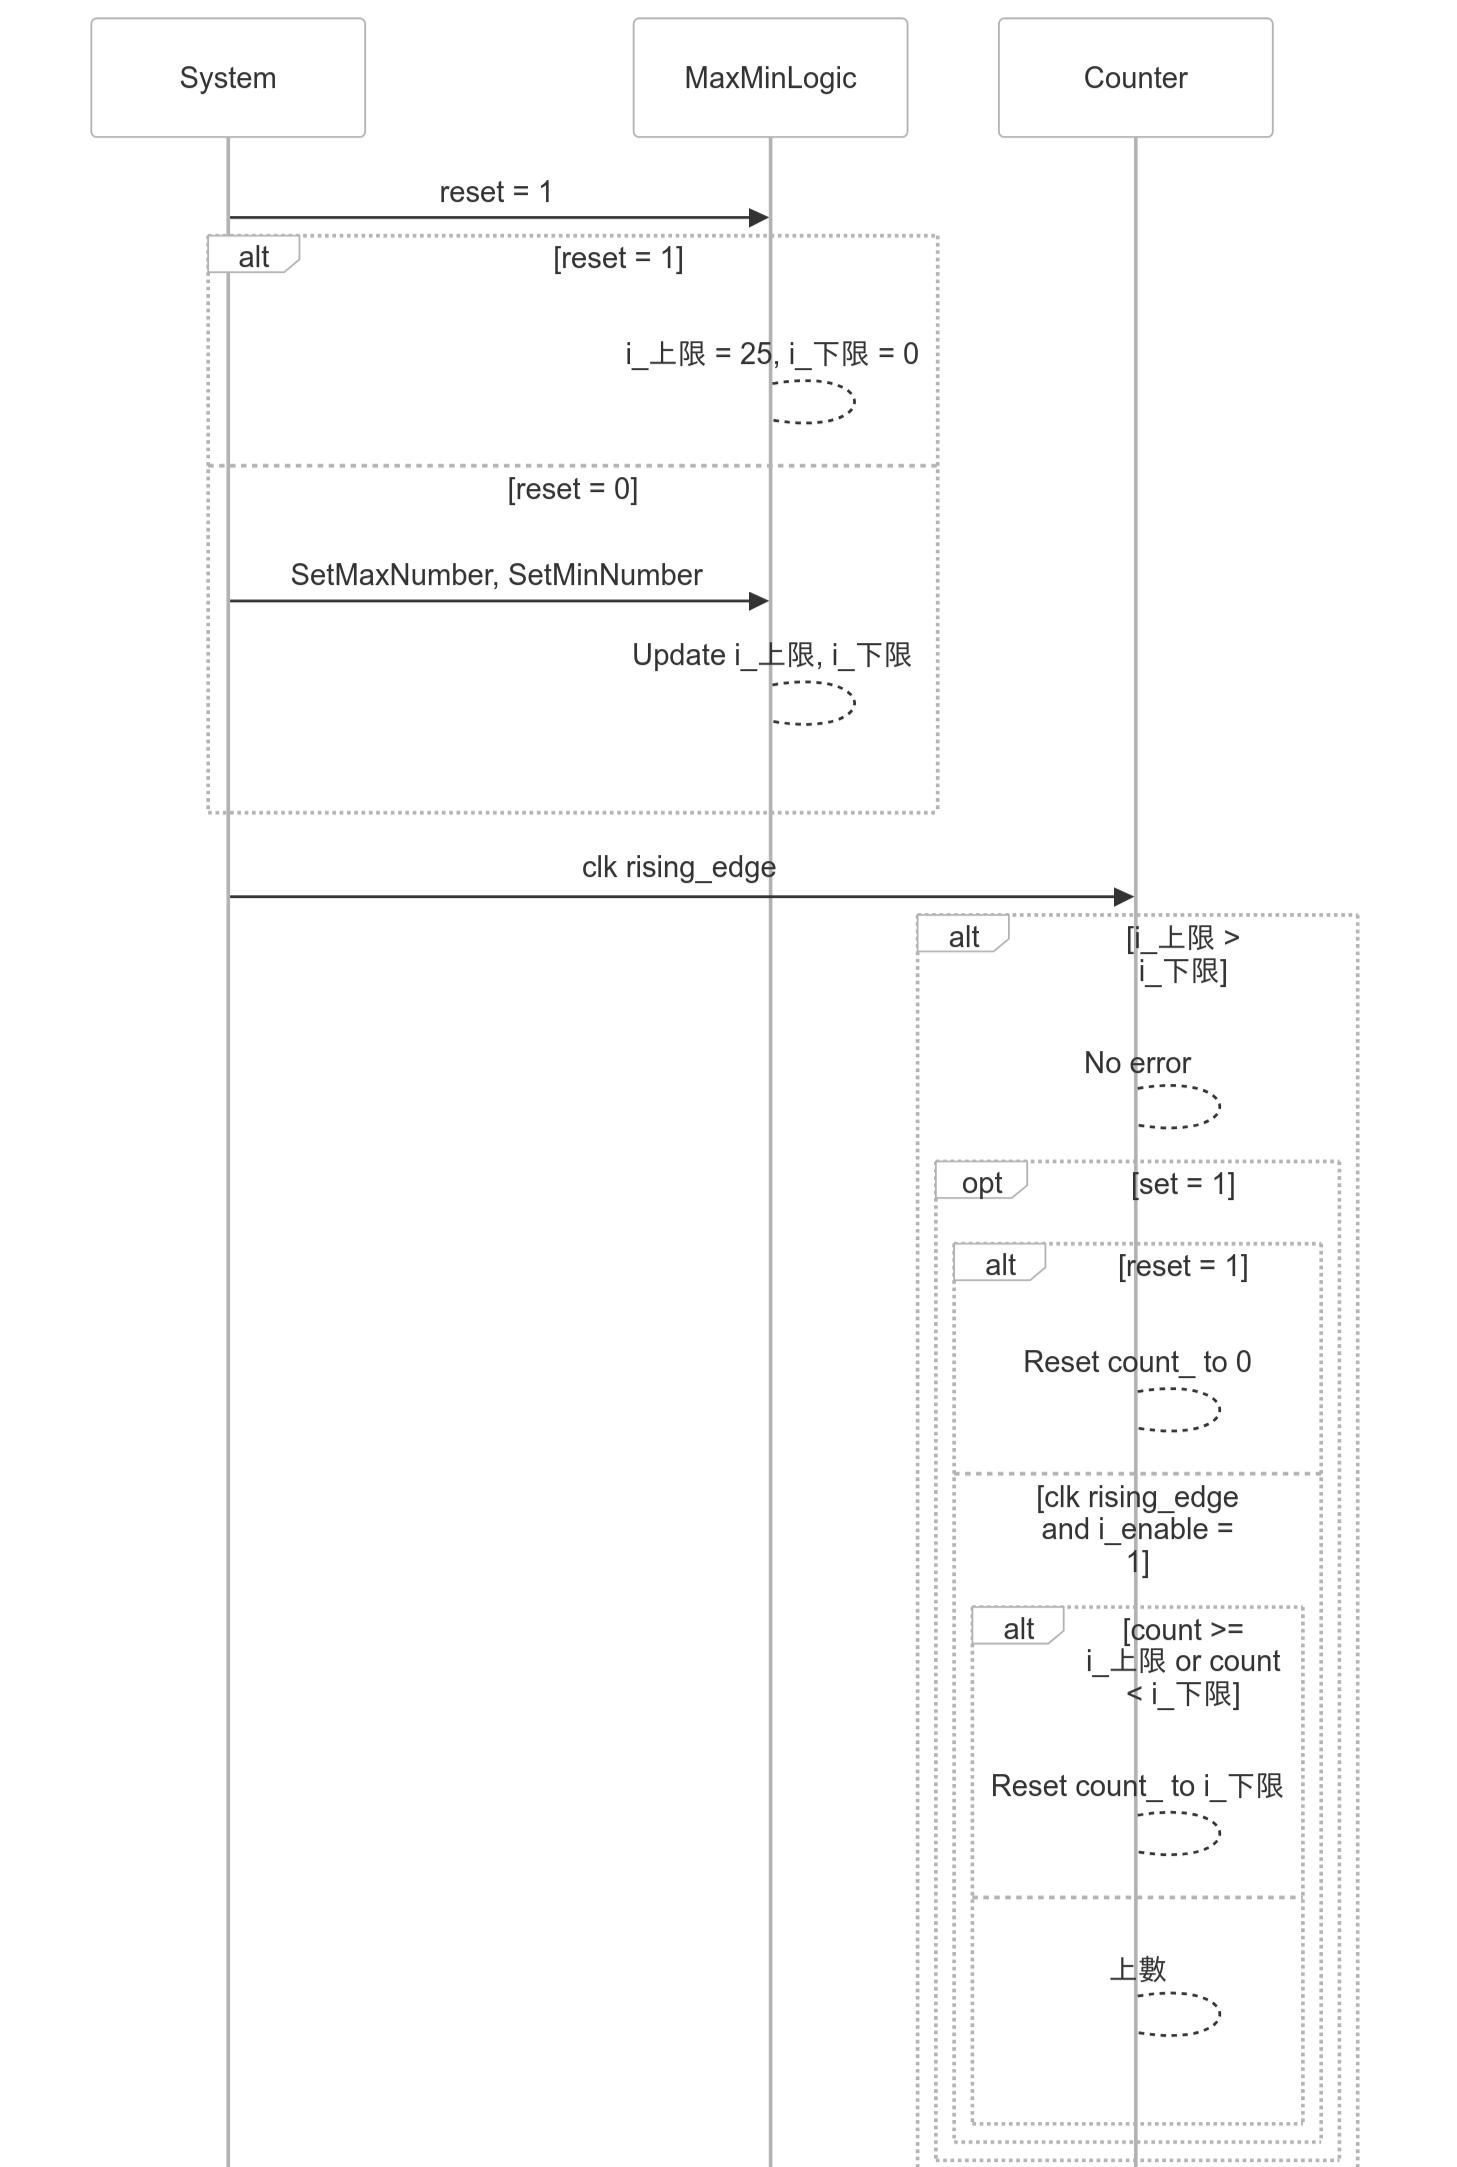 System
MaxMinLogic
Counter
reset = 1
alt
[reset = 1]
i_上限 = 25, i_下限 = 0
[reset = 0]
SetMaxNumber, SetMinNumber
Update i_上限, i_下限
clk rising_edge
alt
[i_上限 >
i_下限]
No error
opt
[set = 1]
alt
[reset = 1]
Reset count_ to 0
[clk rising_edge
and i_enable =
1]
alt
[count >=
i_上限 or count
< i_下限]
Reset count_ to i_下限
上數